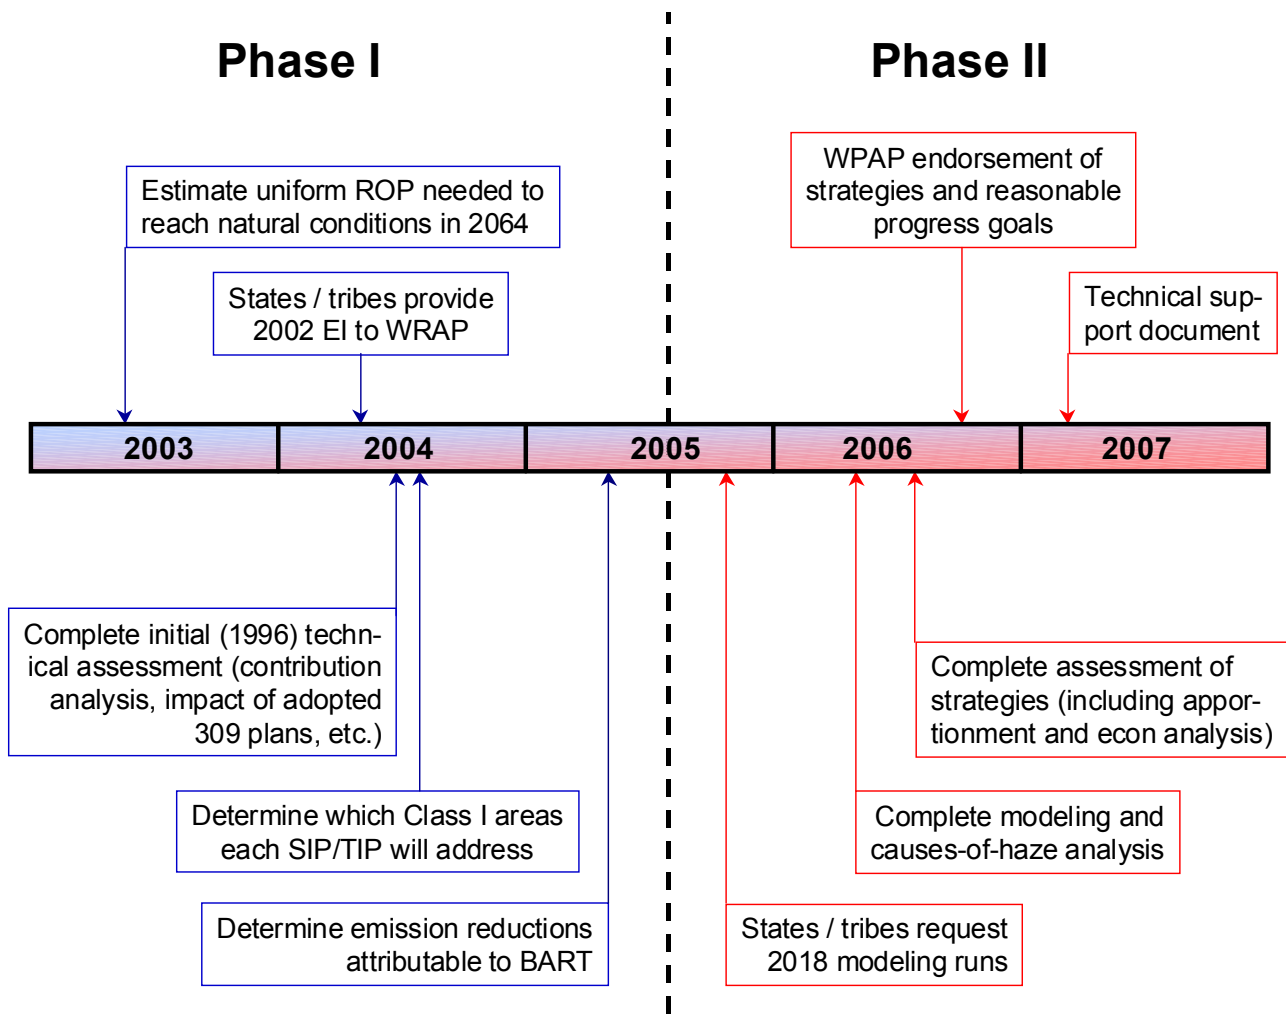 Phase I
Phase II
Estimate uniform ROP needed to
reach natural conditions in 2064
WPAP endorsement of
strategies and reasonable
progress goals
States / tribes provide
2002 EI to WRAP
Technical sup-
port document
2003
2004
2005
2006
2007
Complete initial (1996) techn-
ical assessment (contribution
analysis, impact of adopted
309 plans, etc.)
Complete assessment of
strategies (including appor-
tionment and econ analysis)
Determine which Class I areas
each SIP/TIP will address
Complete modeling and
causes-of-haze analysis
Determine emission reductions
attributable to BART
States / tribes request
2018 modeling runs